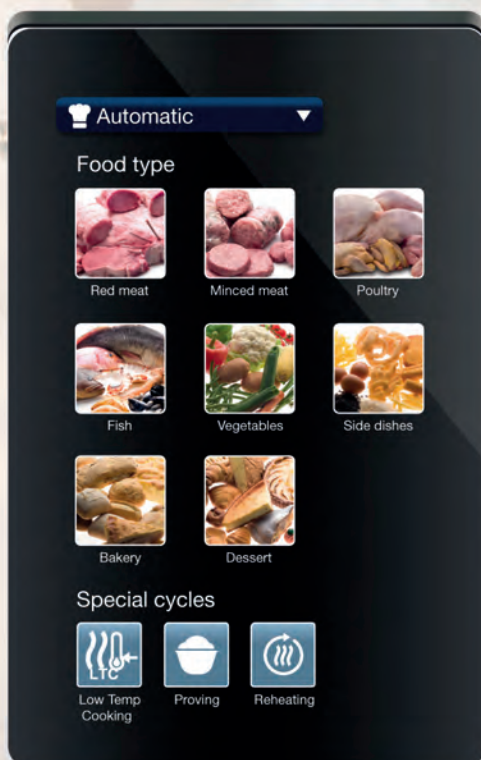 Automatic
Food type
Red meat
Minced meat
Poultry
Fish
Vegetables
Side dishes
Bakery
Dessert
Special cycles
LTC
Low Temp
Cooking
Proving
Reheating